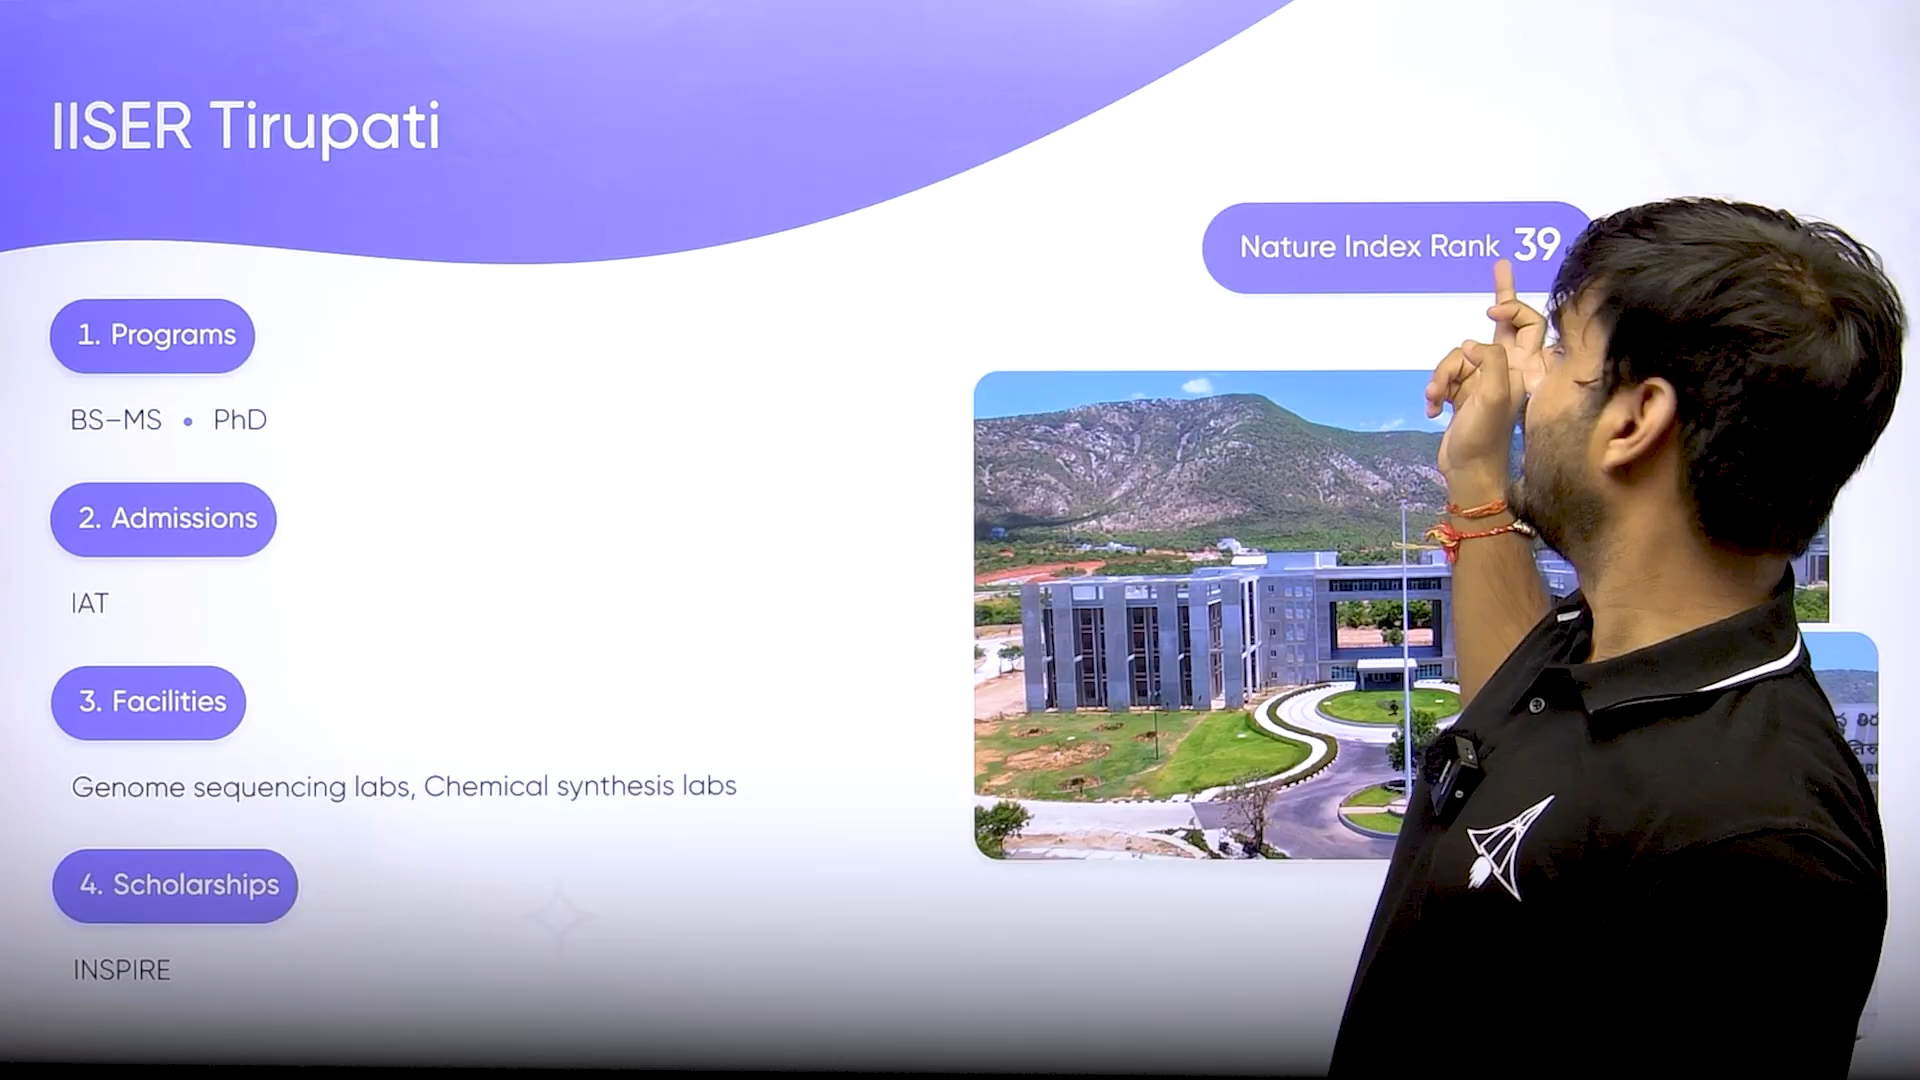 IISER Tirupati
Nature Index Rank 39
1. Programs
BS–MS • PhD
2. Admissions
IAT
3. Facilities
Genome sequencing labs, Chemical synthesis labs
4. Scholarships
INSPIRE